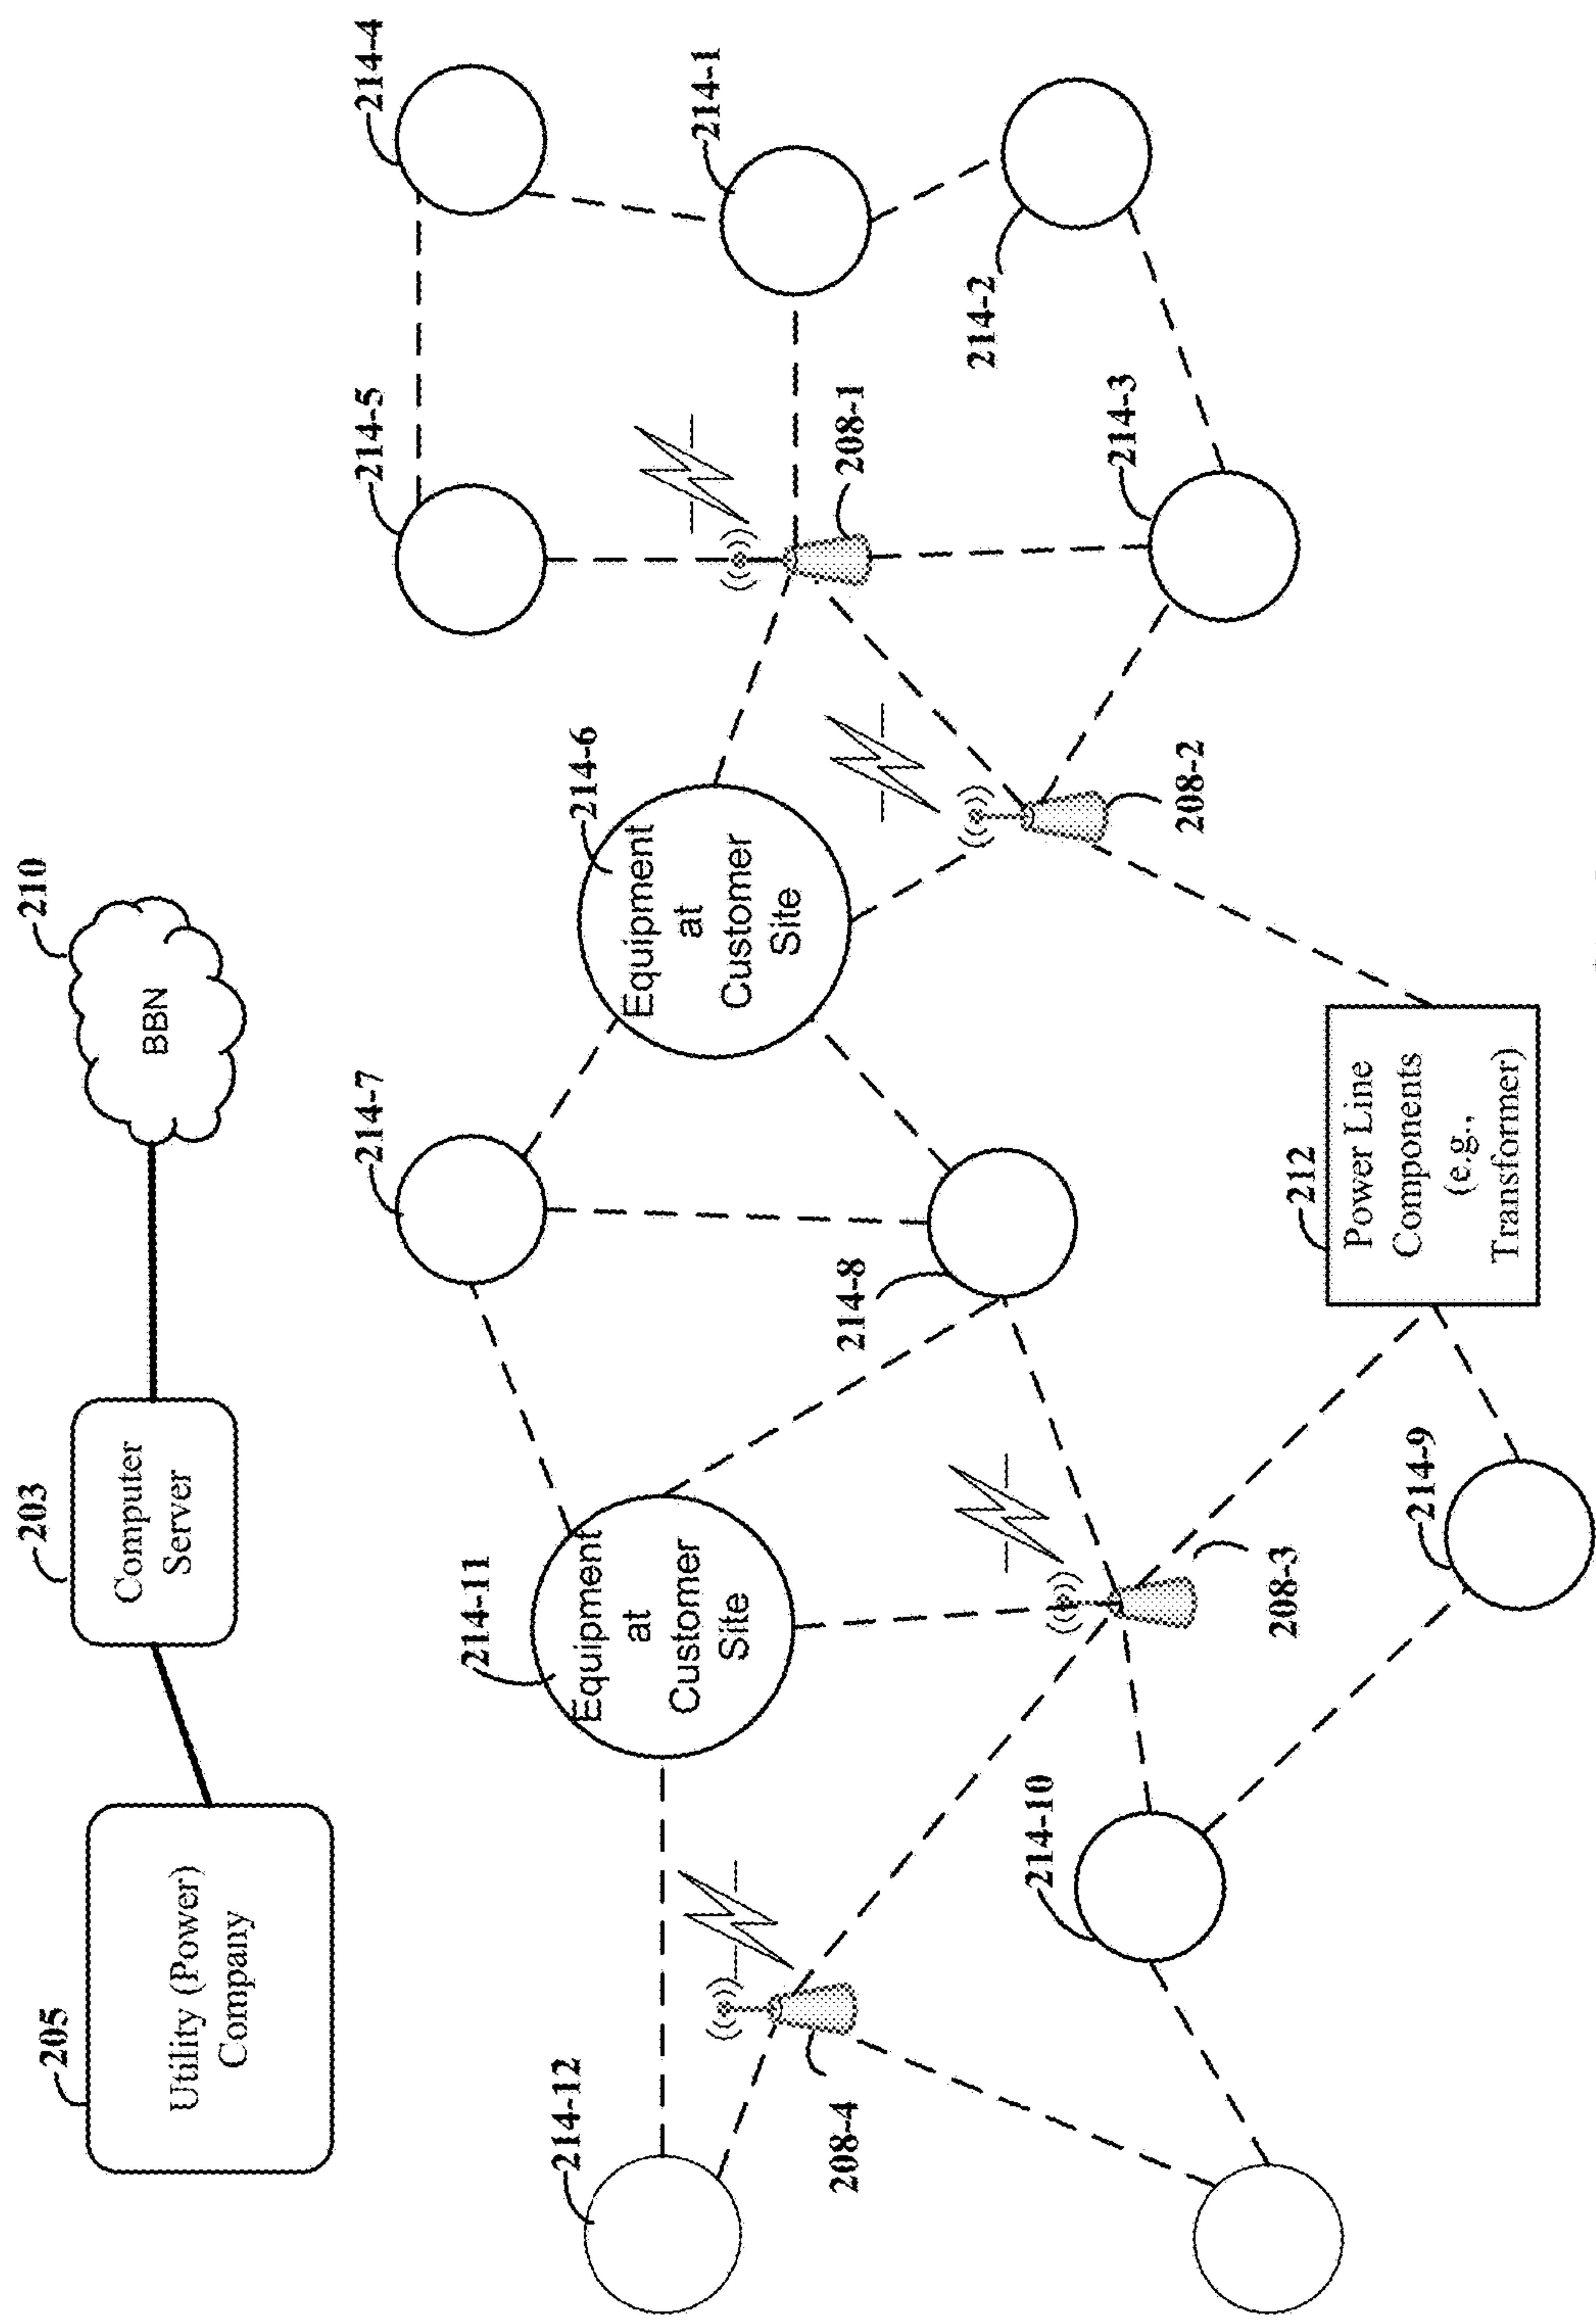 205
Utility (Power)
Company
203
Computer
Server
210
BBN
214-12
208-4
214-11
Equipment
at
Customer
Site
214-10
208-3
214-9
214-7
214-8
212
Power Line
Components
(e.g.,
Transformer)
214-6
Equipment
at
Customer
Site
208-2
214-5
208-1
214-3
214-4
214-1
214-2